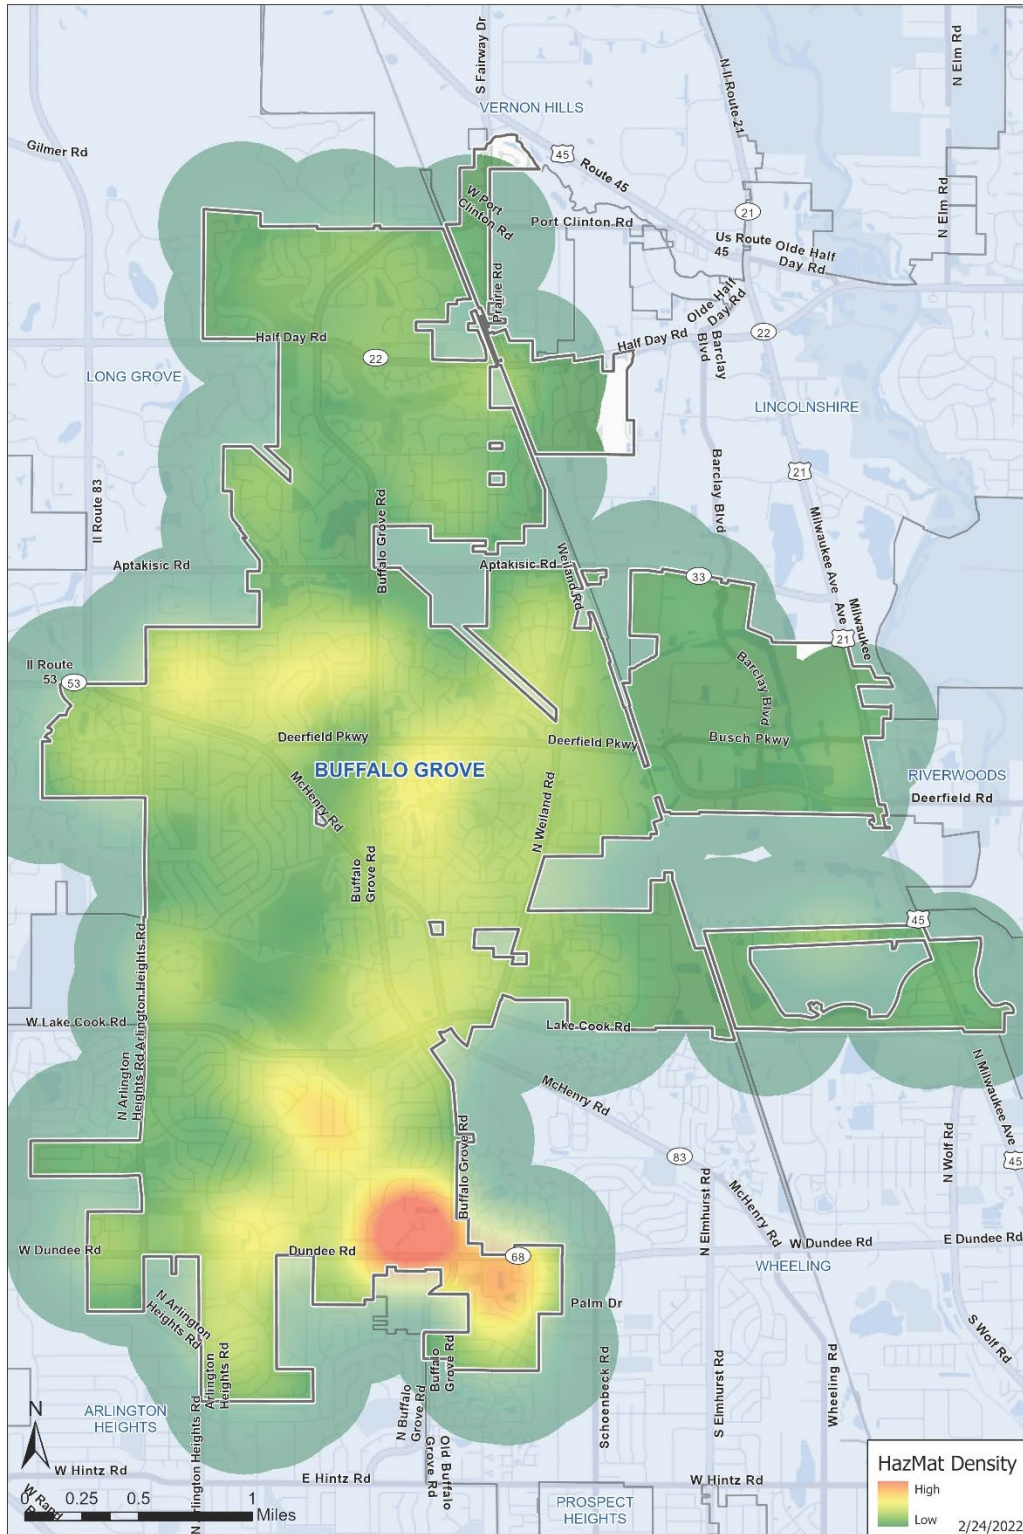 S Fairway Dr
N Il Route 21
N Elm Rd
VERNON HILLS
Gilmer Rd
45
Route 45
W Port
Clinton Rd
Port Clinton Rd
21
N Elm Rd
Us Route
45
Olde Half
Day Rd
Prairie Rd
Olde Half
Day Rd
Half Day Rd
22
Half Day Rd
22
Barclay
Blvd
Barclay
Blvd
LONG GROVE
LINCOLNSHIRE
21
Il Route 83
Barclay Blvd
Buffalo Grove Rd
Milwaukee Ave
Aptakisic Rd
Aptakisic Rd
Weiland Rd
33
Milwaukee
Ave
21
Il Route
53
53
Barclay
Blvd
Deerfield Pkwy
Deerfield Pkwy
Busch Pkwy
BUFFALO GROVE
RIVERWOODS
Deerfield Rd
McHenry Rd
N Weiland Rd
Buffalo
Grove Rd
45
N Arlington
Heights Rd
Arlington Heights Rd
W Lake Cook Rd
Lake Cook Rd
McHenry Rd
N Milwaukee Ave
Buffalo Grove Rd
83
45
N Elmhurst Rd
McHenry Rd
N Wolf Rd
W Dundee Rd
Dundee Rd
68
W Dundee Rd
E Dundee Rd
WHEELING
N Arlington
Heights Rd
Palm Dr
Arlington
Heights Rd
Buffalo
Grove Rd
Schoenbeck Rd
S Elmhurst Rd
Wheeling Rd
S Wolf Rd
N
ARLINGTON
HEIGHTS
N Arlington Heights Rd
N Buffalo
Grove Rd
Old Buffalo
Grove Rd
W Hintz Rd
E Hintz Rd
W Hintz Rd
W Rand
0 0.25 0.5 1
Miles
PROSPECT
HEIGHTS
HazMat Density
High
Low
2/24/2022